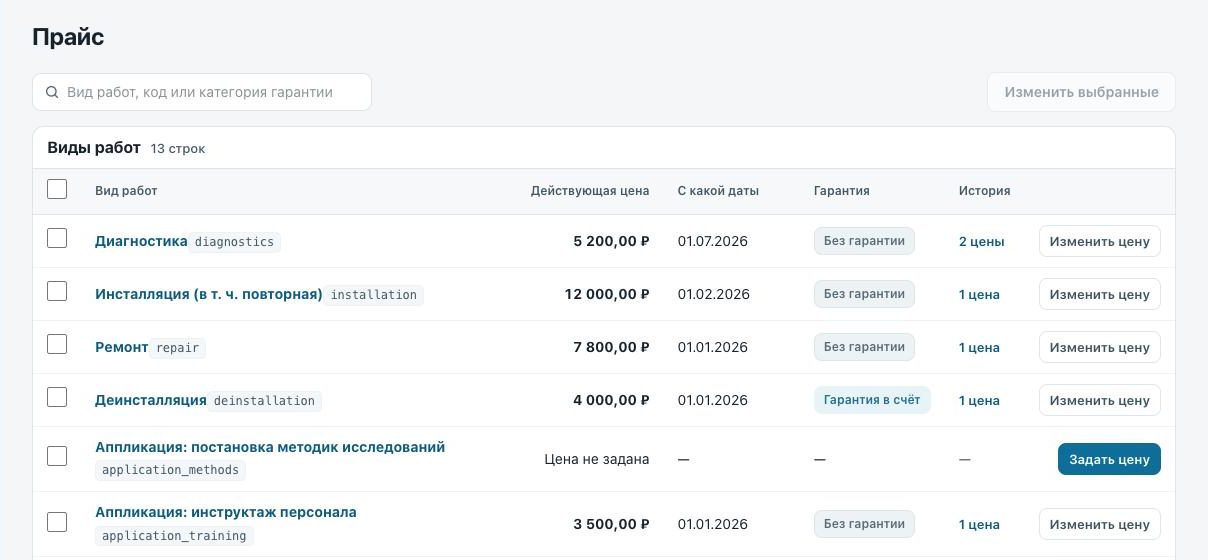 Прайс
Вид работ, код или категория гарантии
Изменить выбранные
Виды работ 13 строк
Вид работ Действующая цена С какой даты Гарантия История
Диагностика diagnostics 5 200,00 ₽ 01.07.2026 Без гарантии 2 цены Изменить цену
Инсталляция (в т. ч. повторная) installation 12 000,00 ₽ 01.02.2026 Без гарантии 1 цена Изменить цену
Ремонт repair 7 800,00 ₽ 01.01.2026 Без гарантии 1 цена Изменить цену
Деинсталляция deinstallation 4 000,00 ₽ 01.01.2026 Гарантия в счёт 1 цена Изменить цену
Аппликация: постановка методик исследований
application_methods
Цена не задана — — — Задать цену
Аппликация: инструктаж персонала
application_training
3 500,00 ₽ 01.01.2026 Без гарантии 1 цена Изменить цену